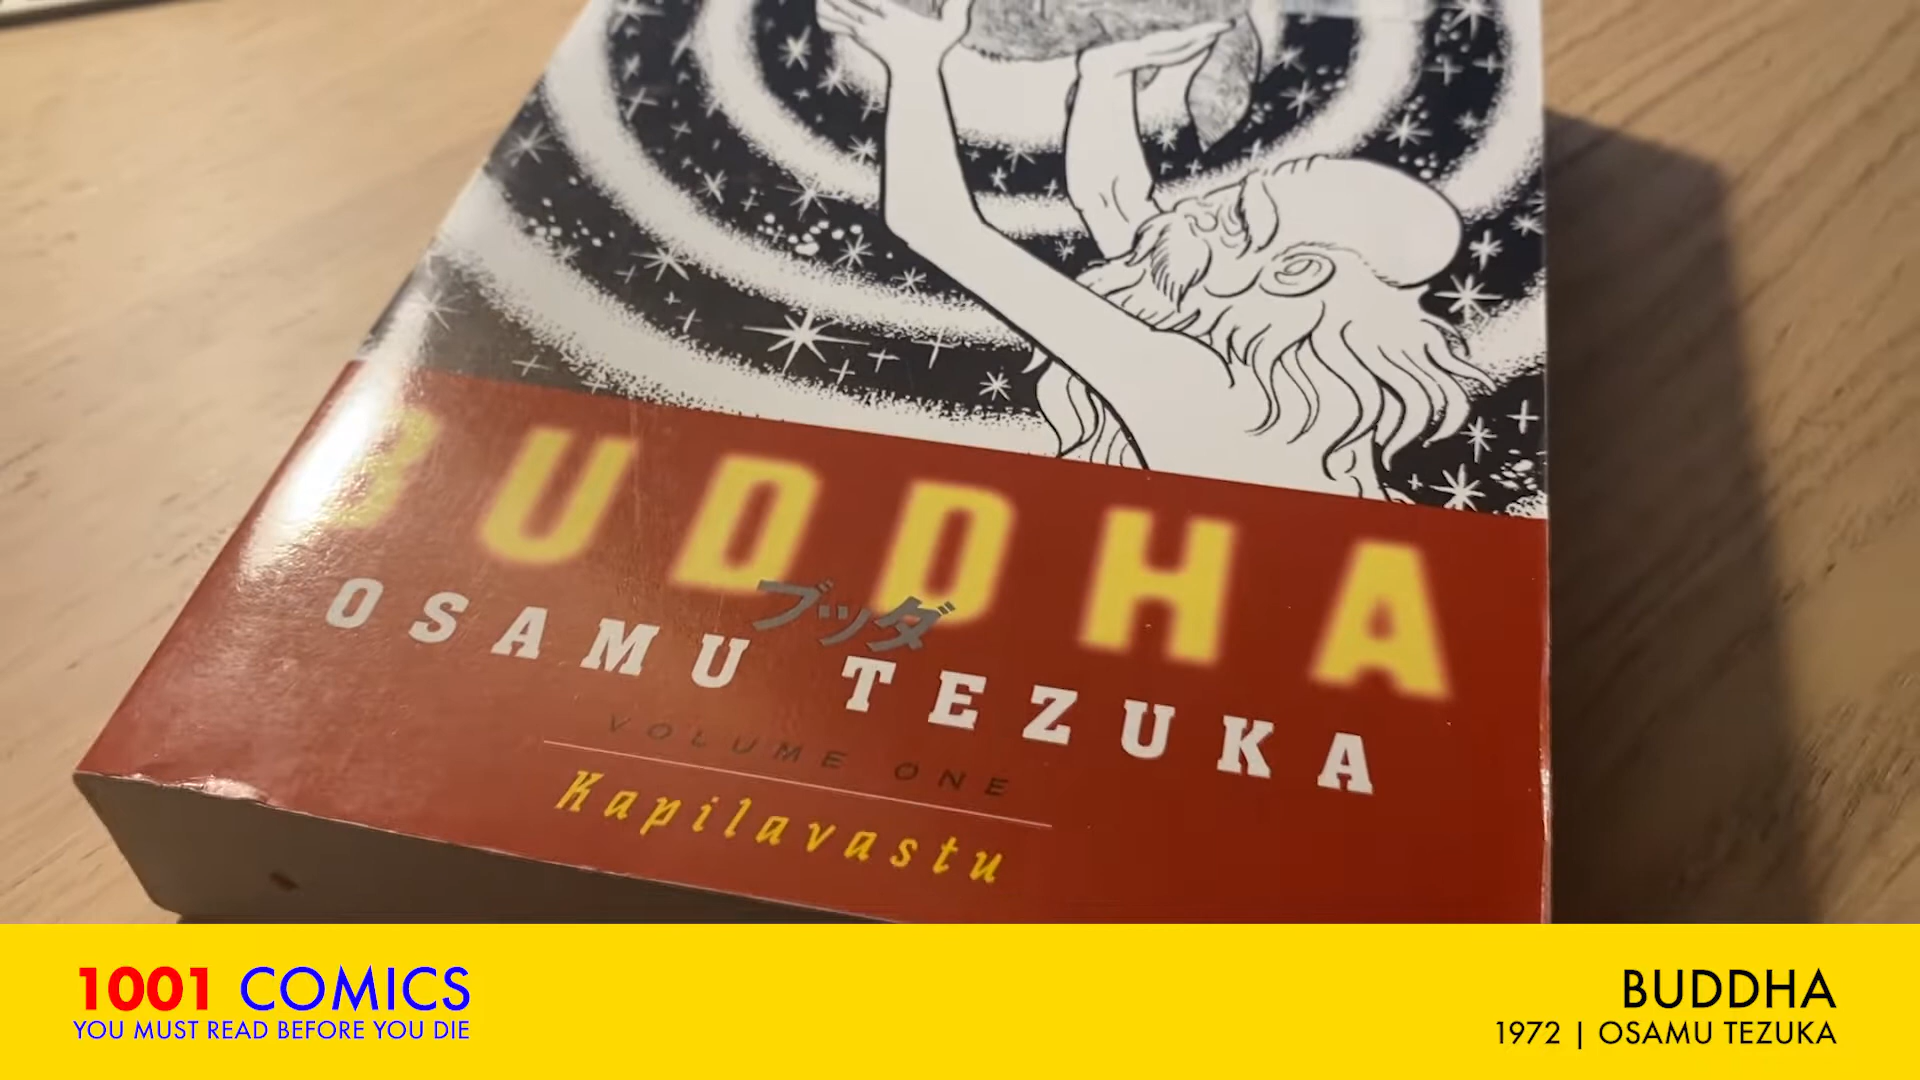 BUDDHA
ブッダ
OSAMU TEZUKA
VOLUME ONE
Kapilavastu
1001 COMICS
YOU MUST READ BEFORE YOU DIE
BUDDHA
1972 | OSAMU TEZUKA